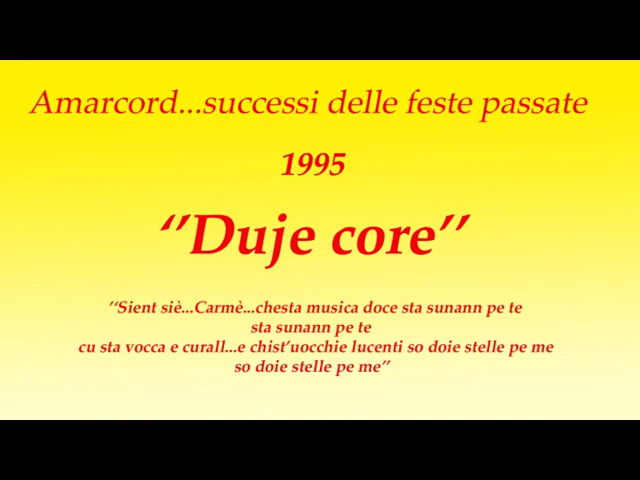 Amarcord...successi delle feste passate
1995
‘’Duje core’’
’‘Sient siè...Carmè...chesta musica doce sta sunann pe te
sta sunann pe te
cu sta vocca e curall...e chist’uocchie lucenti so doie stelle pe me
so doie stelle pe me’’